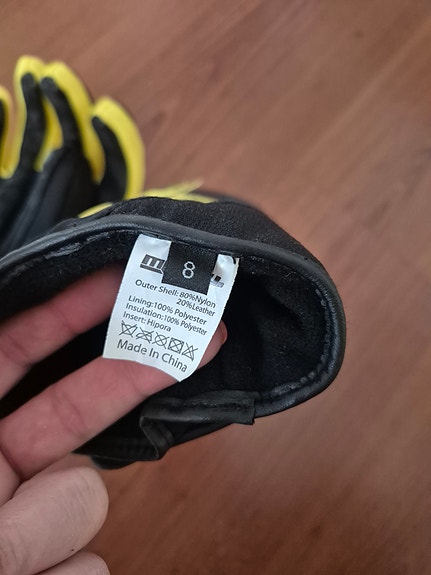 8
Outer Shell: 80%Nylon
20%Leather
Lining:100% Polyester
Insulation:100% Polyester
Insert: Hipora
Made In China